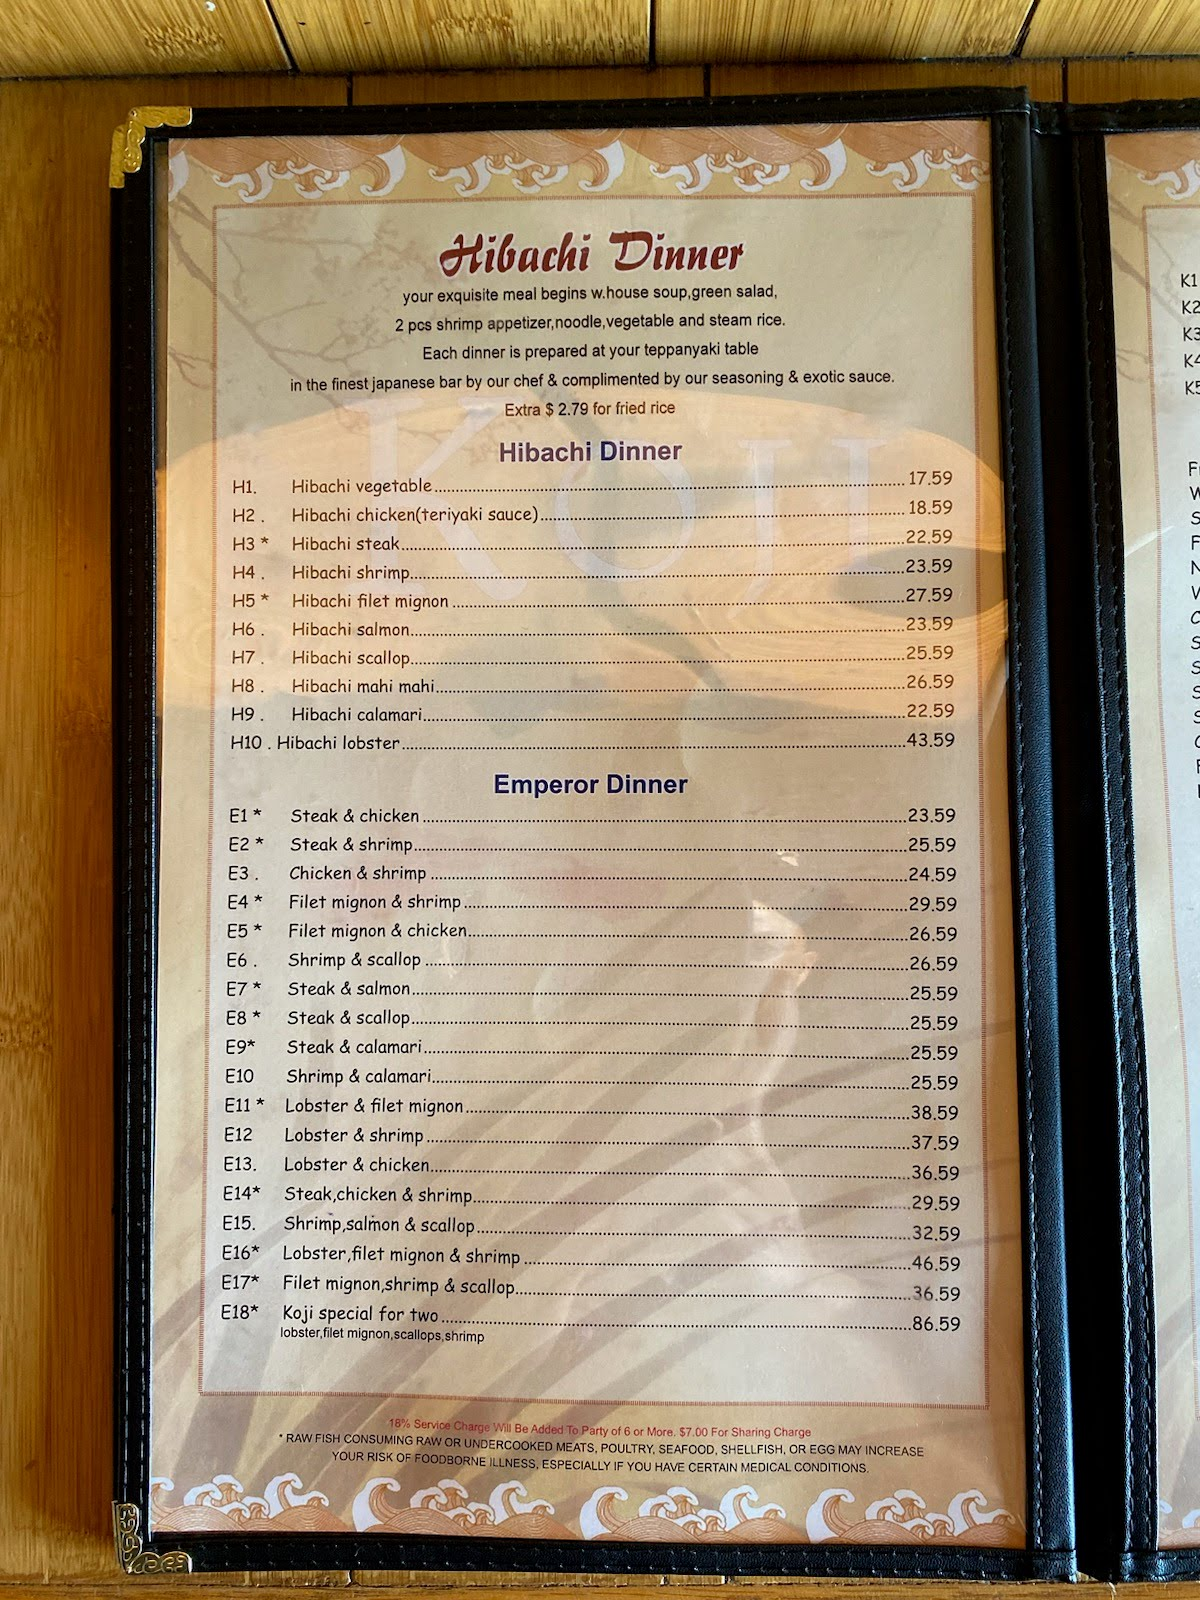 Hibachi Dinner
your exquisite meal begins w.house soup,green salad,
2 pcs shrimp appetizer,noodle,vegetable and steam rice.
Each dinner is prepared at your teppanyaki table
in the finest japanese bar by our chef & complimented by our seasoning & exotic sauce.
Extra $ 2.79 for fried rice
KOJI
Hibachi Dinner
H1. Hibachi vegetable 17.59
H2 . Hibachi chicken(teriyaki sauce) 18.59
H3 * Hibachi steak 22.59
H4 . Hibachi shrimp 23.59
H5 * Hibachi filet mignon 27.59
H6 . Hibachi salmon 23.59
H7 . Hibachi scallop 25.59
H8 . Hibachi mahi mahi 26.59
H9 . Hibachi calamari 22.59
H10 . Hibachi lobster 43.59
Emperor Dinner
E1 * Steak & chicken 23.59
E2 * Steak & shrimp 25.59
E3 . Chicken & shrimp 24.59
E4 * Filet mignon & shrimp 29.59
E5 * Filet mignon & chicken 26.59
E6 . Shrimp & scallop 26.59
E7 * Steak & salmon 25.59
E8 * Steak & scallop 25.59
E9* Steak & calamari 25.59
E10 Shrimp & calamari 25.59
E11 * Lobster & filet mignon 38.59
E12 Lobster & shrimp 37.59
E13. Lobster & chicken 36.59
E14* Steak,chicken & shrimp 29.59
E15. Shrimp,salmon & scallop 32.59
E16* Lobster,filet mignon & shrimp 46.59
E17* Filet mignon,shrimp & scallop 36.59
E18* Koji special for two 86.59
lobster,filet mignon,scallops,shrimp
18% Service Charge Will Be Added To Party of 6 or More. $7.00 For Sharing Charge
* RAW FISH CONSUMING RAW OR UNDERCOOKED MEATS, POULTRY, SEAFOOD, SHELLFISH, OR EGG MAY INCREASE
YOUR RISK OF FOODBORNE ILLNESS, ESPECIALLY IF YOU HAVE CERTAIN MEDICAL CONDITIONS.
K1
K2
K3
K4
K5